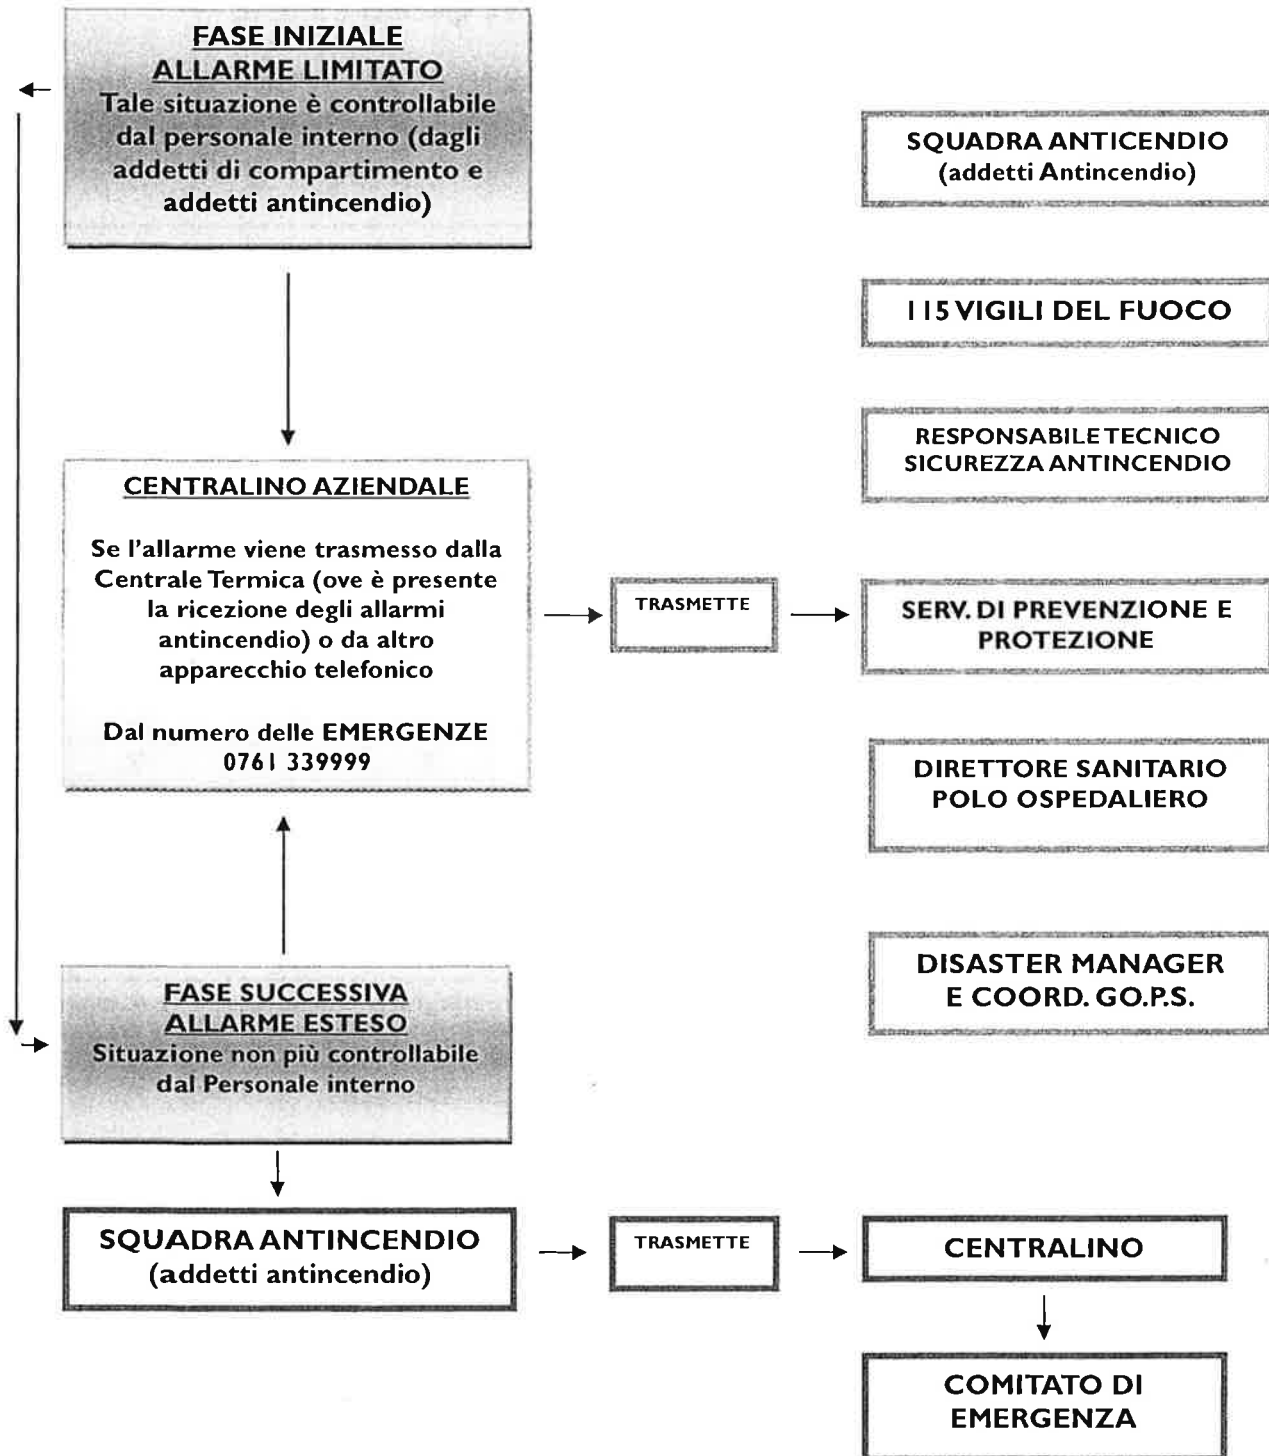 FASE INIZIALE
ALLARME LIMITATO
Tale situazione è controllabile
dal personale interno (dagli
addetti di compartimento e
addetti antincendio)
SQUADRA ANTICENDIO
(addetti Antincendio)
115 VIGILI DEL FUOCO
RESPONSABILE TECNICO
SICUREZZA ANTINCENDIO
CENTRALINO AZIENDALE
Se l'allarme viene trasmesso dalla
Centrale Termica (ove è presente
la ricezione degli allarmi
antincendio) o da altro
apparecchio telefonico
Dal numero delle EMERGENZE
0761 339999
TRASMETTE
SERV. DI PREVENZIONE E
PROTEZIONE
DIRETTORE SANITARIO
POLO OSPEDALIERO
DISASTER MANAGER
E COORD. GO.P.S.
FASE SUCCESSIVA
ALLARME ESTESO
Situazione non più controllabile
dal Personale interno
SQUADRA ANTINCENDIO
(addetti antincendio)
TRASMETTE
CENTRALINO
COMITATO DI
EMERGENZA